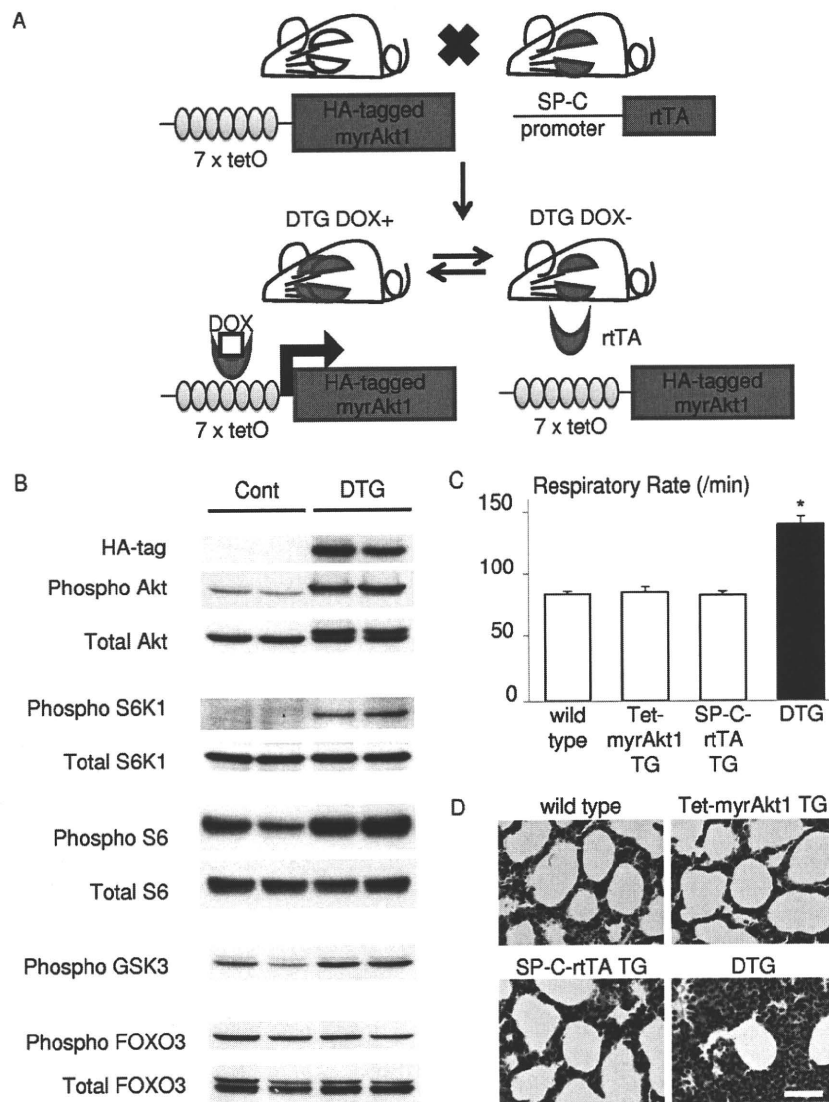 A
HA-tagged
myrAkt1
7 x tetO
SP-C
promoter
rtTA
DTG DOX+
DTG DOX-
DOX
rtTA
HA-tagged
myrAkt1
7 x tetO
HA-tagged
myrAkt1
7 x tetO
B
Cont
DTG
HA-tag
Phospho Akt
Total Akt
Phospho S6K1
Total S6K1
Phospho S6
Total S6
Phospho GSK3
Phospho FOXO3
Total FOXO3
C
Respiratory Rate (/min)
150
100
50
0
*
wild
type
Tet-
myrAkt1
TG
SP-C-
rtTA
TG
DTG
D
wild type
Tet-myrAkt1 TG
SP-C-rtTA TG
DTG